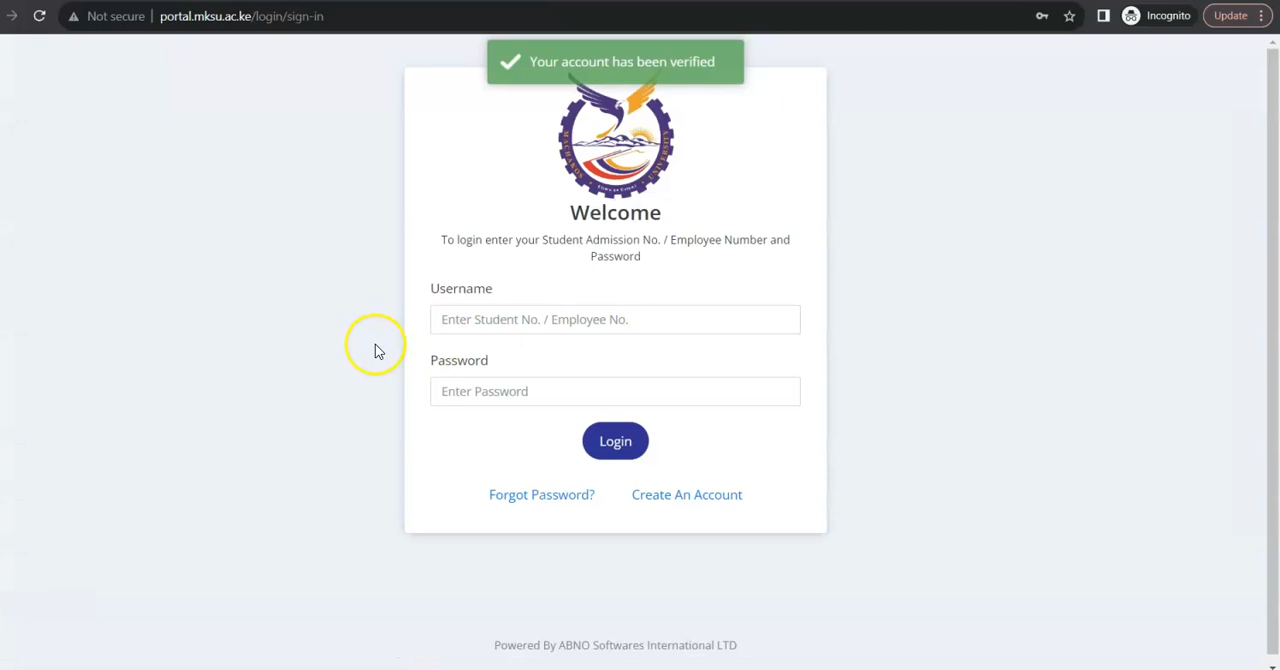 Not secure | portal.mksu.ac.ke/login/sign-in
Incognito
Update
Your account has been verified
MACHAKOS UNIVERSITY
Welcome
To login enter your Student Admission No. / Employee Number and
Password
Username
Enter Student No. / Employee No.
Password
Enter Password
Login
Forgot Password?
Create An Account
Powered By ABNO Softwares International LTD